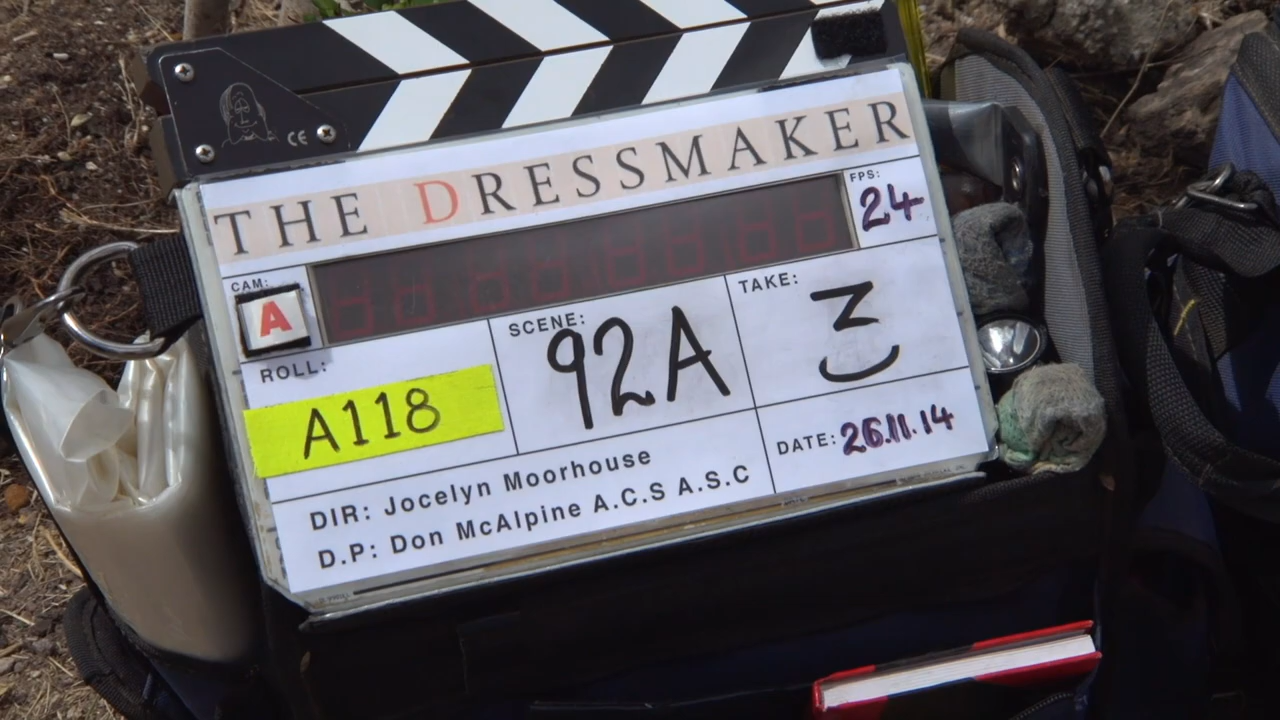 CE
THE DRESSMAKER
FPS:
24
CAM:
A
ROLL:
A118
SCENE:
92A
TAKE:
3
DATE: 26.11.14
DIR: Jocelyn Moorhouse
D.P: Don McAlpine A.C.S A.S.C